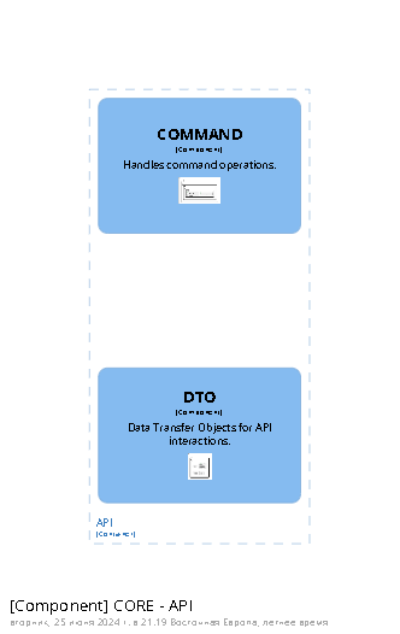 COMMAND
[Component]
Handles command operations.
DTO
[Component]
Data Transfer Objects for API
interactions.
API
[Container]
[Component] CORE - API
вторник, 25 июня 2024 г. в 21:19 Восточная Европа, летнее время